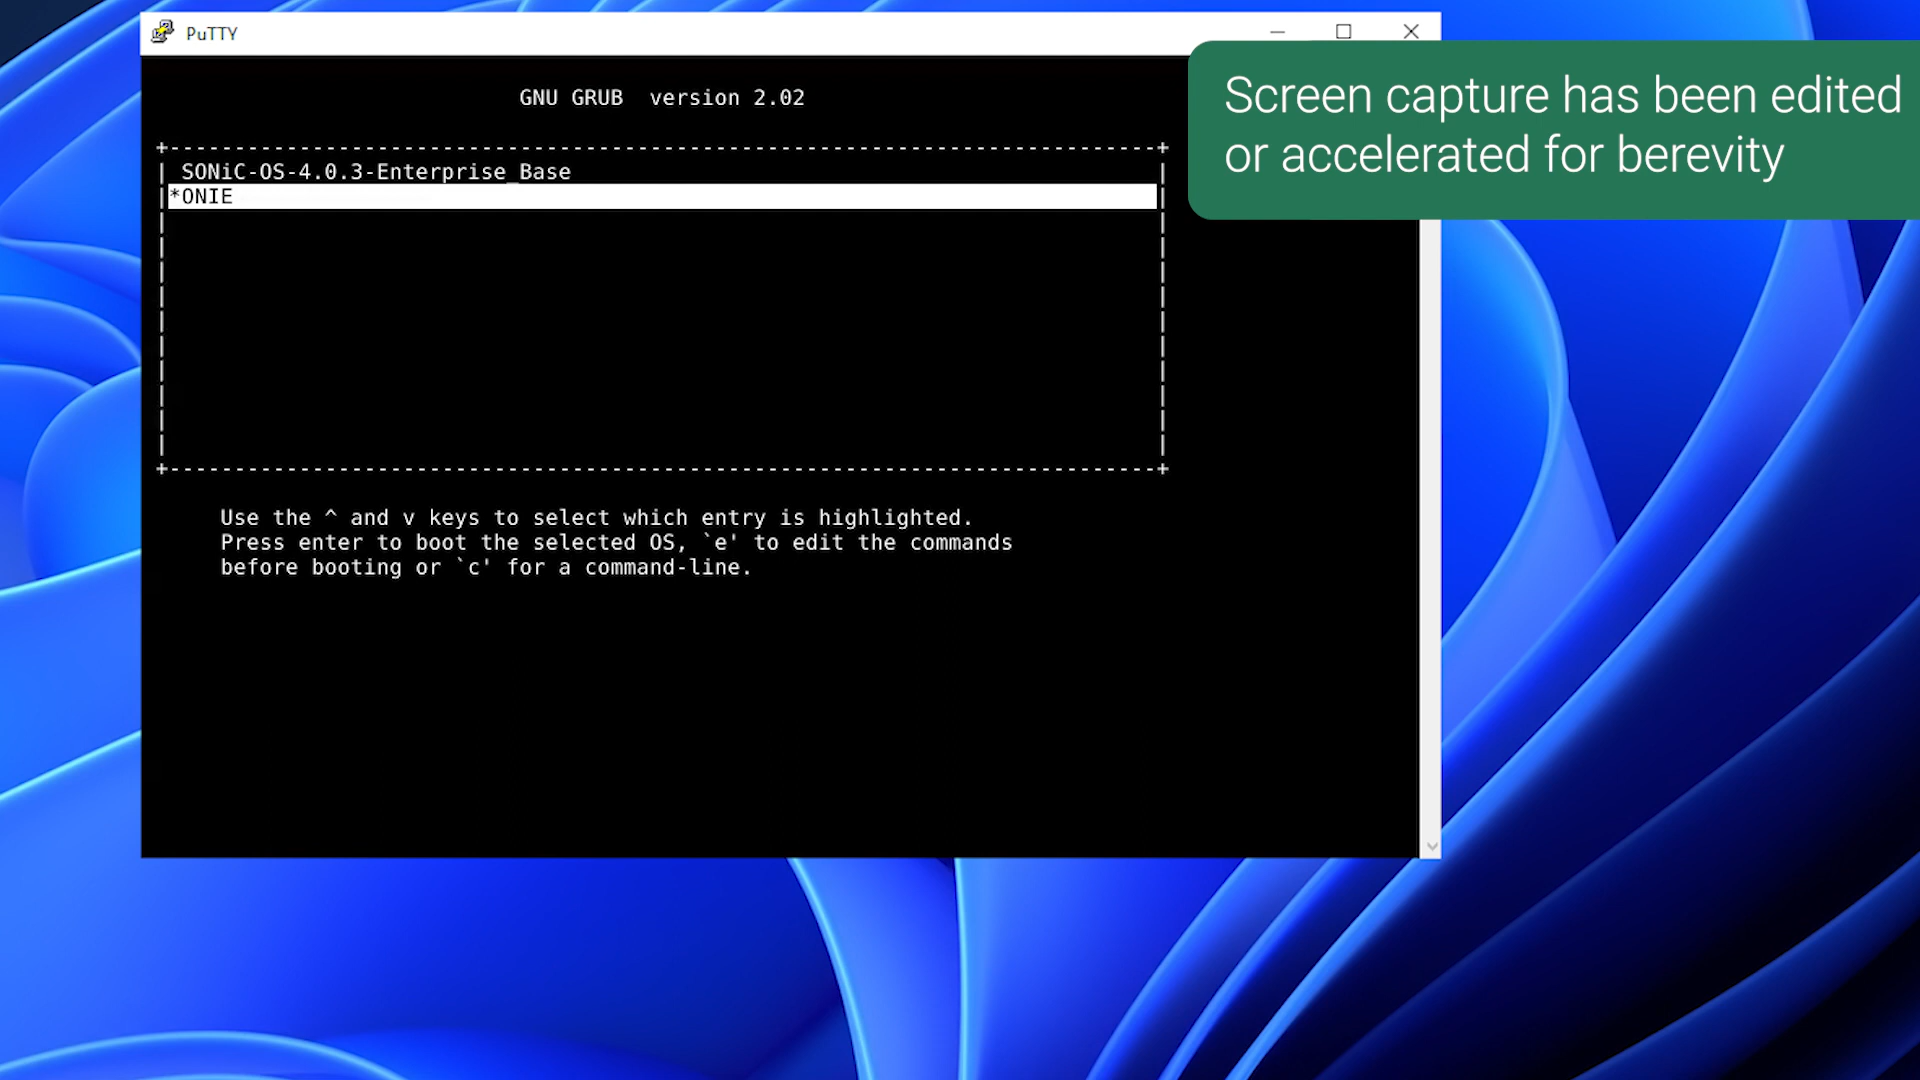 PuTTY
Screen capture has been edited
or accelerated for berevity
GNU GRUB  version 2.02
SONiC-OS-4.0.3-Enterprise_Base
*ONIE
Use the ^ and v keys to select which entry is highlighted.
Press enter to boot the selected OS, `e' to edit the commands
before booting or `c' for a command-line.